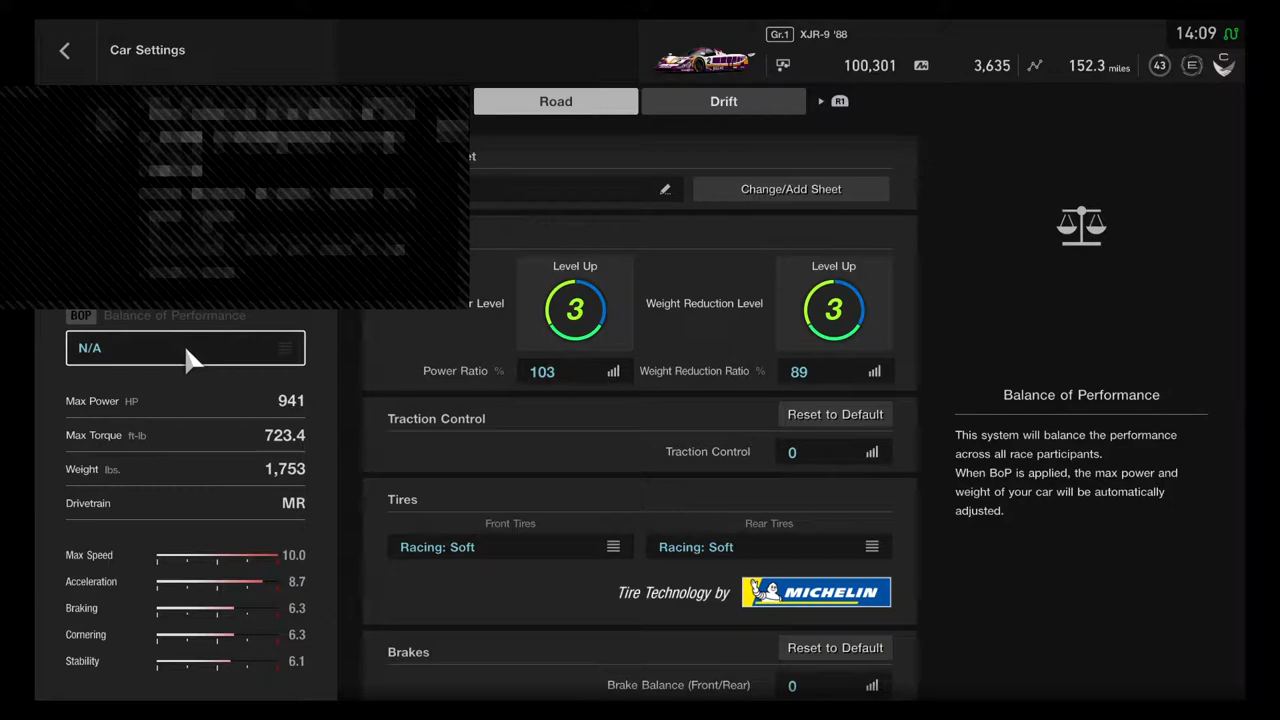 Car Settings
Gr.1 XJR-9 '88
100,301 3,635 152.3 miles 43 E C
14:09
Road Drift R1
et
Change/Add Sheet
Level Up Level Up
r Level 3 Weight Reduction Level 3
Power Ratio % 103 Weight Reduction Ratio % 89
BOP Balance of Performance
N/A
Max Power HP 941
Max Torque ft-lb 723.4
Weight lbs. 1,753
Drivetrain MR
Max Speed 10.0
Acceleration 8.7
Braking 6.3
Cornering 6.3
Stability 6.1
Traction Control Reset to Default
Traction Control 0
Tires
Front Tires Rear Tires
Racing: Soft Racing: Soft
Tire Technology by MICHELIN
Brakes Reset to Default
Brake Balance (Front/Rear) 0
Balance of Performance
This system will balance the performance
across all race participants.
When BoP is applied, the max power and
weight of your car will be automatically
adjusted.